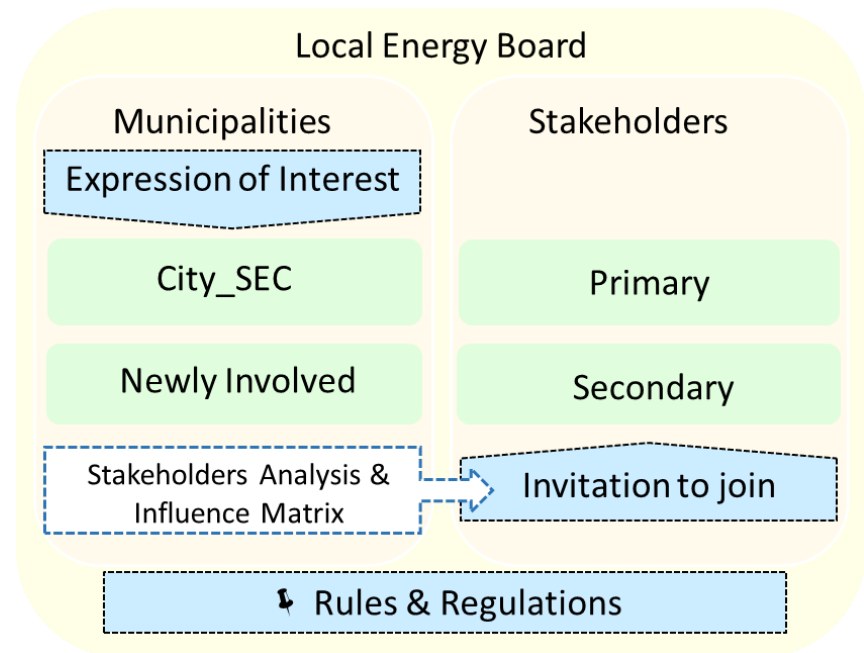 Local Energy Board
Municipalities
Expression of Interest
City_SEC
Newly Involved
Stakeholders Analysis &
Influence Matrix
Stakeholders
Primary
Secondary
Invitation to join
Rules & Regulations